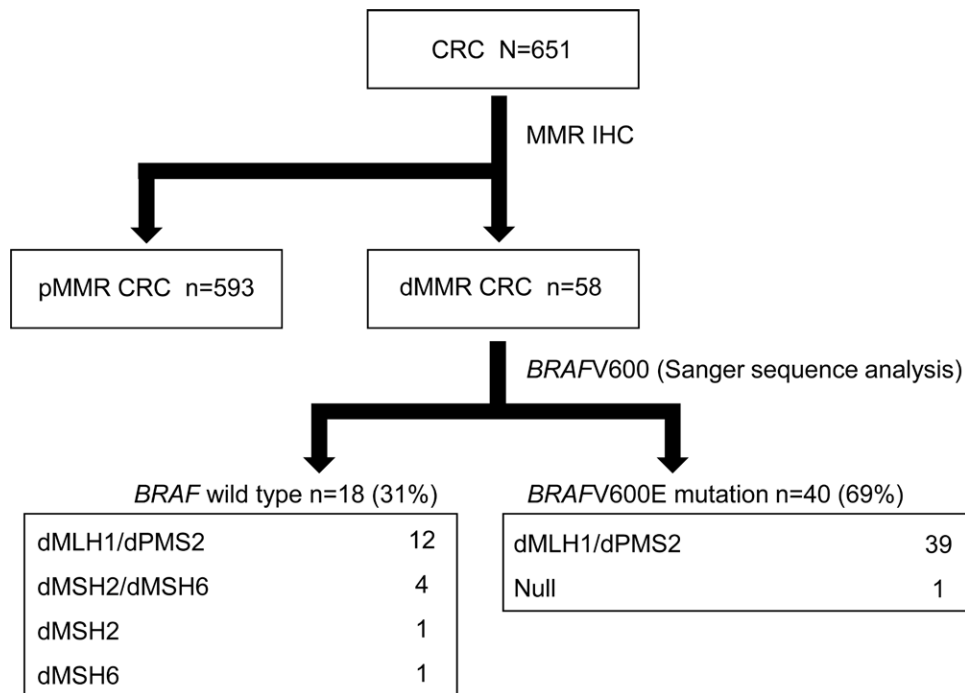 CRC N=651
MMR IHC
pMMR CRC n=593
dMMR CRC n=58
BRAFV600 (Sanger sequence analysis)
BRAF wild type n=18 (31%)
dMLH1/dPMS2 12
dMSH2/dMSH6 4
dMSH2 1
dMSH6 1
BRAFV600E mutation n=40 (69%)
dMLH1/dPMS2 39
Null 1